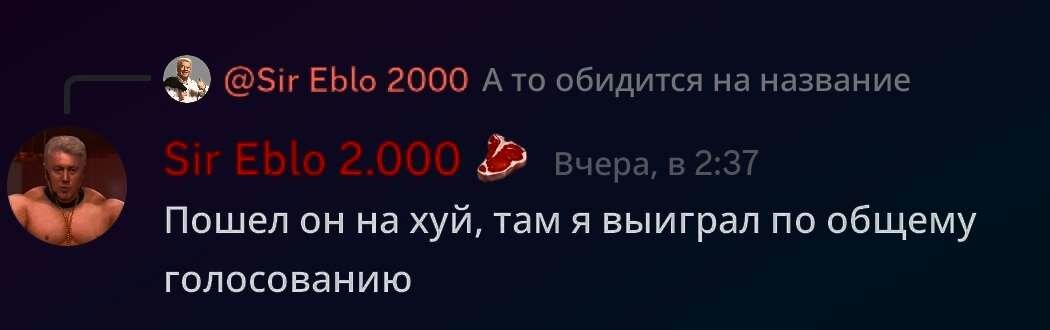 @Sir Eblo 2000 А то обидится на название
Sir Eblo 2.000 🥩 Вчера, в 2:37
Пошел он на хуй, там я выиграл по общему
голосованию